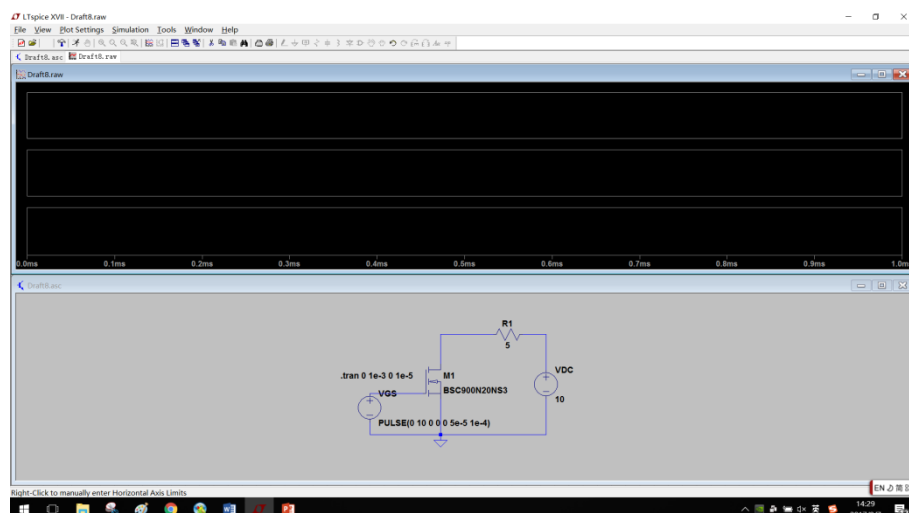 LTspice XVII - Draft8.raw
File View Plot Settings Simulation Tools Window Help
Draft8.asc Draft8.raw
Draft8.raw
0.0ms 0.1ms 0.2ms 0.3ms 0.4ms 0.5ms 0.6ms 0.7ms 0.8ms 0.9ms 1.0m
Draft8.asc
R1
5
.tran 0 1e-3 0 1e-5
M1
VDC
VGS
BSC900N20NS3
10
PULSE(0 10 0 0 0 5e-5 1e-4)
Right-Click to manually enter Horizontal Axis Limits
EN 简
英
14:29